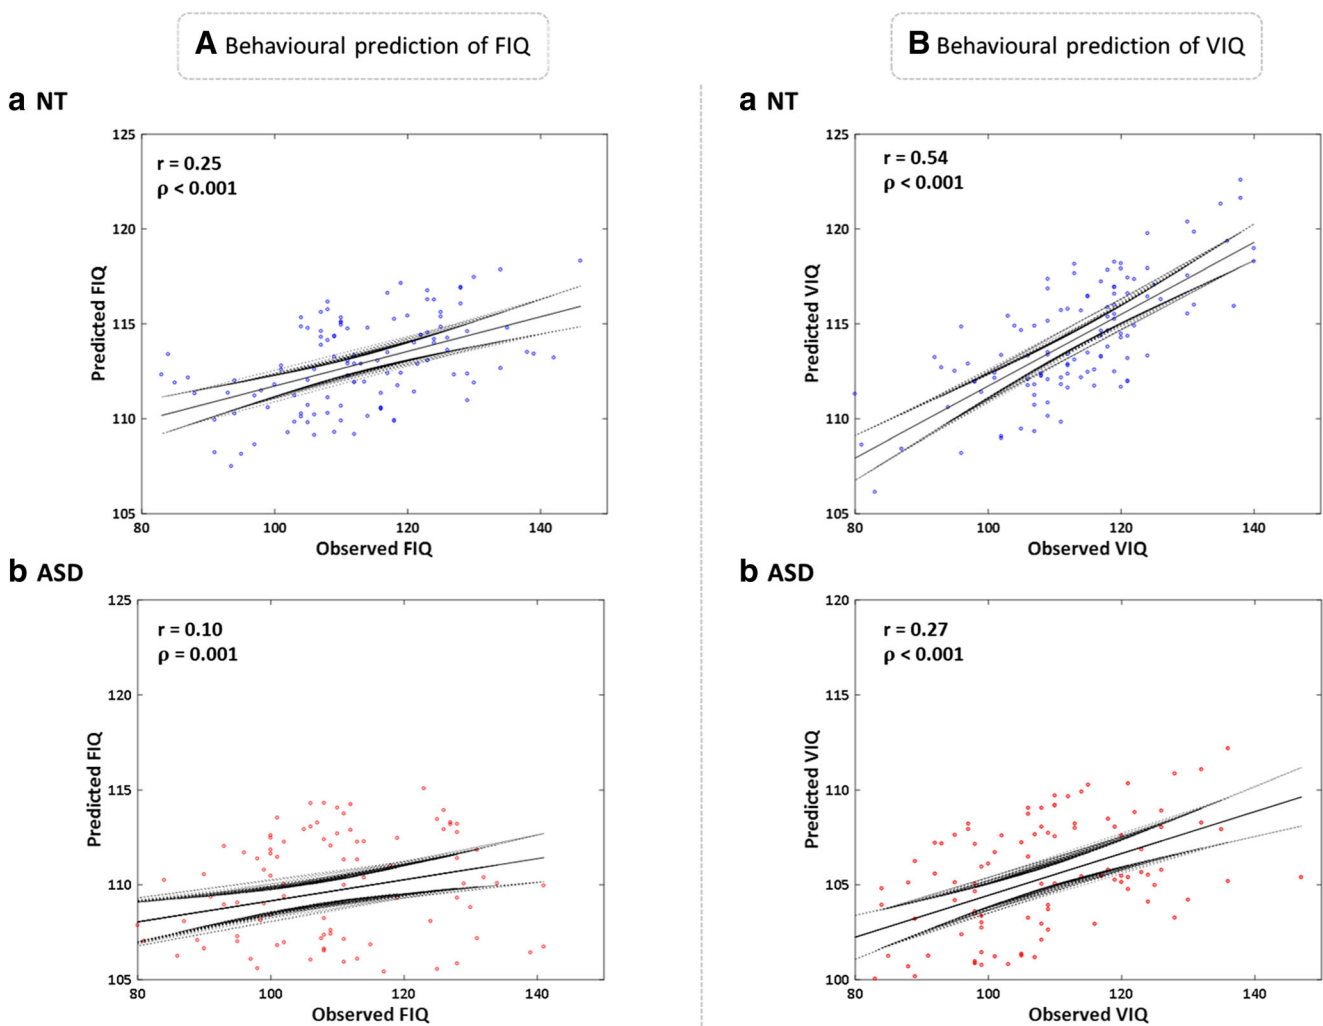 A Behavioural prediction of FIQ
a NT
125
120
115
110
105
80 100 120 140
Predicted FIQ
Observed FIQ
r = 0.25
ρ < 0.001
b ASD
125
120
115
110
105
80 100 120 140
Predicted FIQ
Observed FIQ
r = 0.10
ρ = 0.001
B Behavioural prediction of VIQ
a NT
125
120
115
110
105
80 100 120 140
Predicted VIQ
Observed VIQ
r = 0.54
ρ < 0.001
b ASD
120
115
110
105
100
80 100 120 140
Predicted VIQ
Observed VIQ
r = 0.27
ρ < 0.001